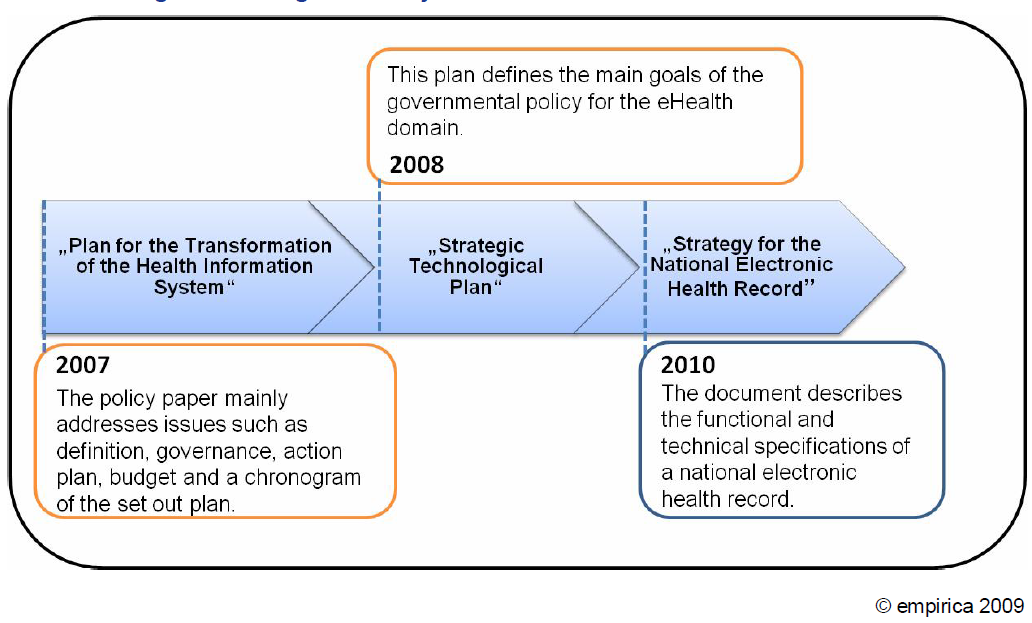 This plan defines the main goals of the
governmental policy for the eHealth
domain.
2008
„Plan for the Transformation
of the Health Information
System“
„Strategic
Technological
Plan“
„Strategy for the
National Electronic
Health Record”
2007
The policy paper mainly
addresses issues such as
definition, governance, action
plan, budget and a chronogram
of the set out plan.
2010
The document describes
the functional and
technical specifications of
a national electronic
health record.
© empirica 2009